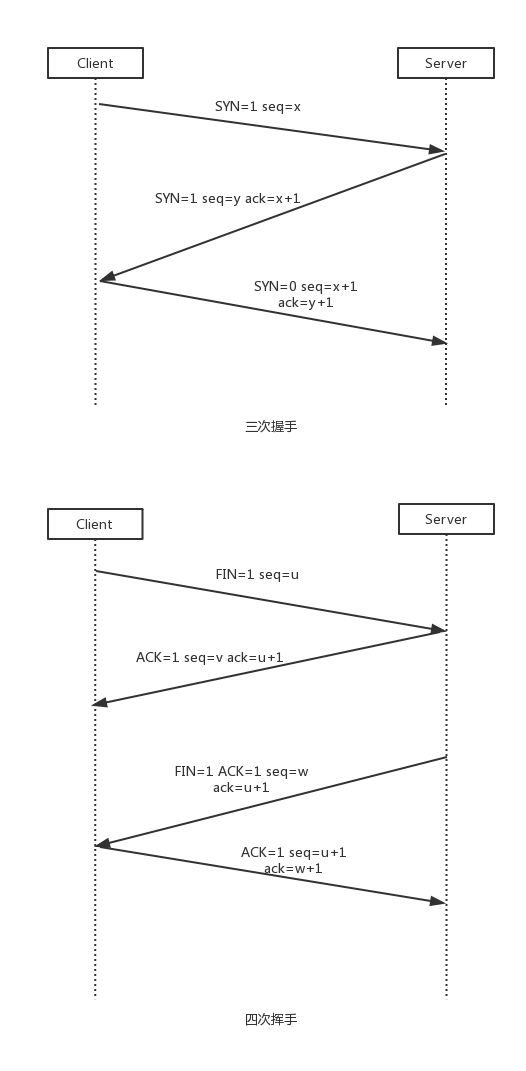 Client
Server
SYN=1 seq=x
SYN=1 seq=y ack=x+1
SYN=0 seq=x+1
ack=y+1
三次握手
Client
Server
FIN=1 seq=u
ACK=1 seq=v ack=u+1
FIN=1 ACK=1 seq=w
ack=u+1
ACK=1 seq=u+1
ack=w+1
四次挥手